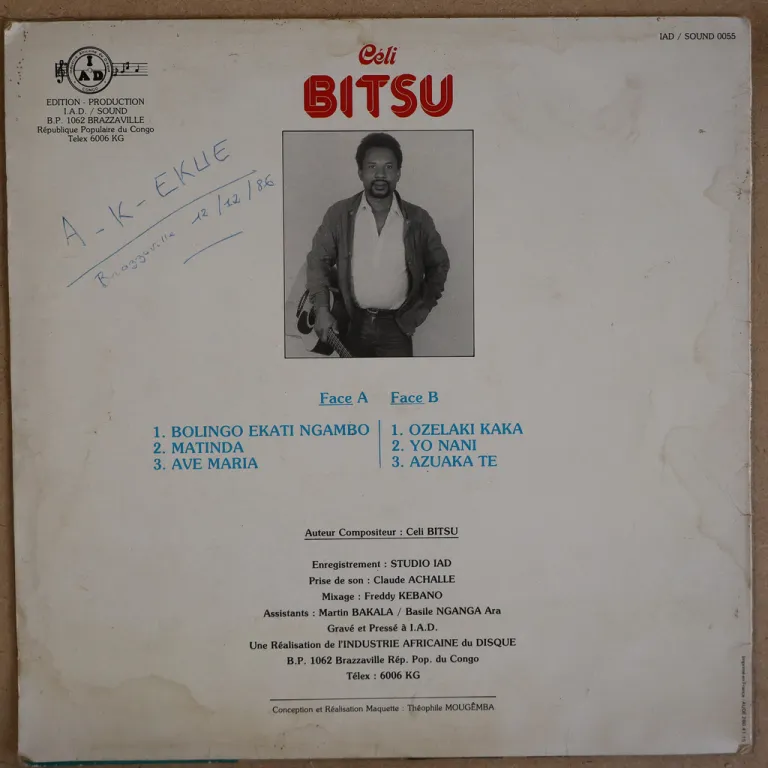 IAD / SOUND 0055
I
A D
EDITION - PRODUCTION
I.A.D. / SOUND
B.P. 1062 BRAZZAVILLE
République Populaire du Congo
Telex 6006 KG
Céli
BITSU
A - K - EKUE
Brazzaville 12/12/86
Face A
1. BOLINGO EKATI NGAMBO
2. MATINDA
3. AVE MARIA
Face B
1. OZELAKI KAKA
2. YO NANI
3. AZUAKA TE
Auteur Compositeur : Celi BITSU
Enregistrement : STUDIO IAD
Prise de son : Claude ACHALLE
Mixage : Freddy KEBANO
Assistants : Martin BAKALA / Basile NGANGA Ara
Gravé et Pressé à I.A.D.
Une Réalisation de l'INDUSTRIE AFRICAINE du DISQUE
B.P. 1062 Brazzaville Rép. Pop. du Congo
Télex : 6006 KG
Conception et Réalisation Maquette : Théophile MOUGÊMBA